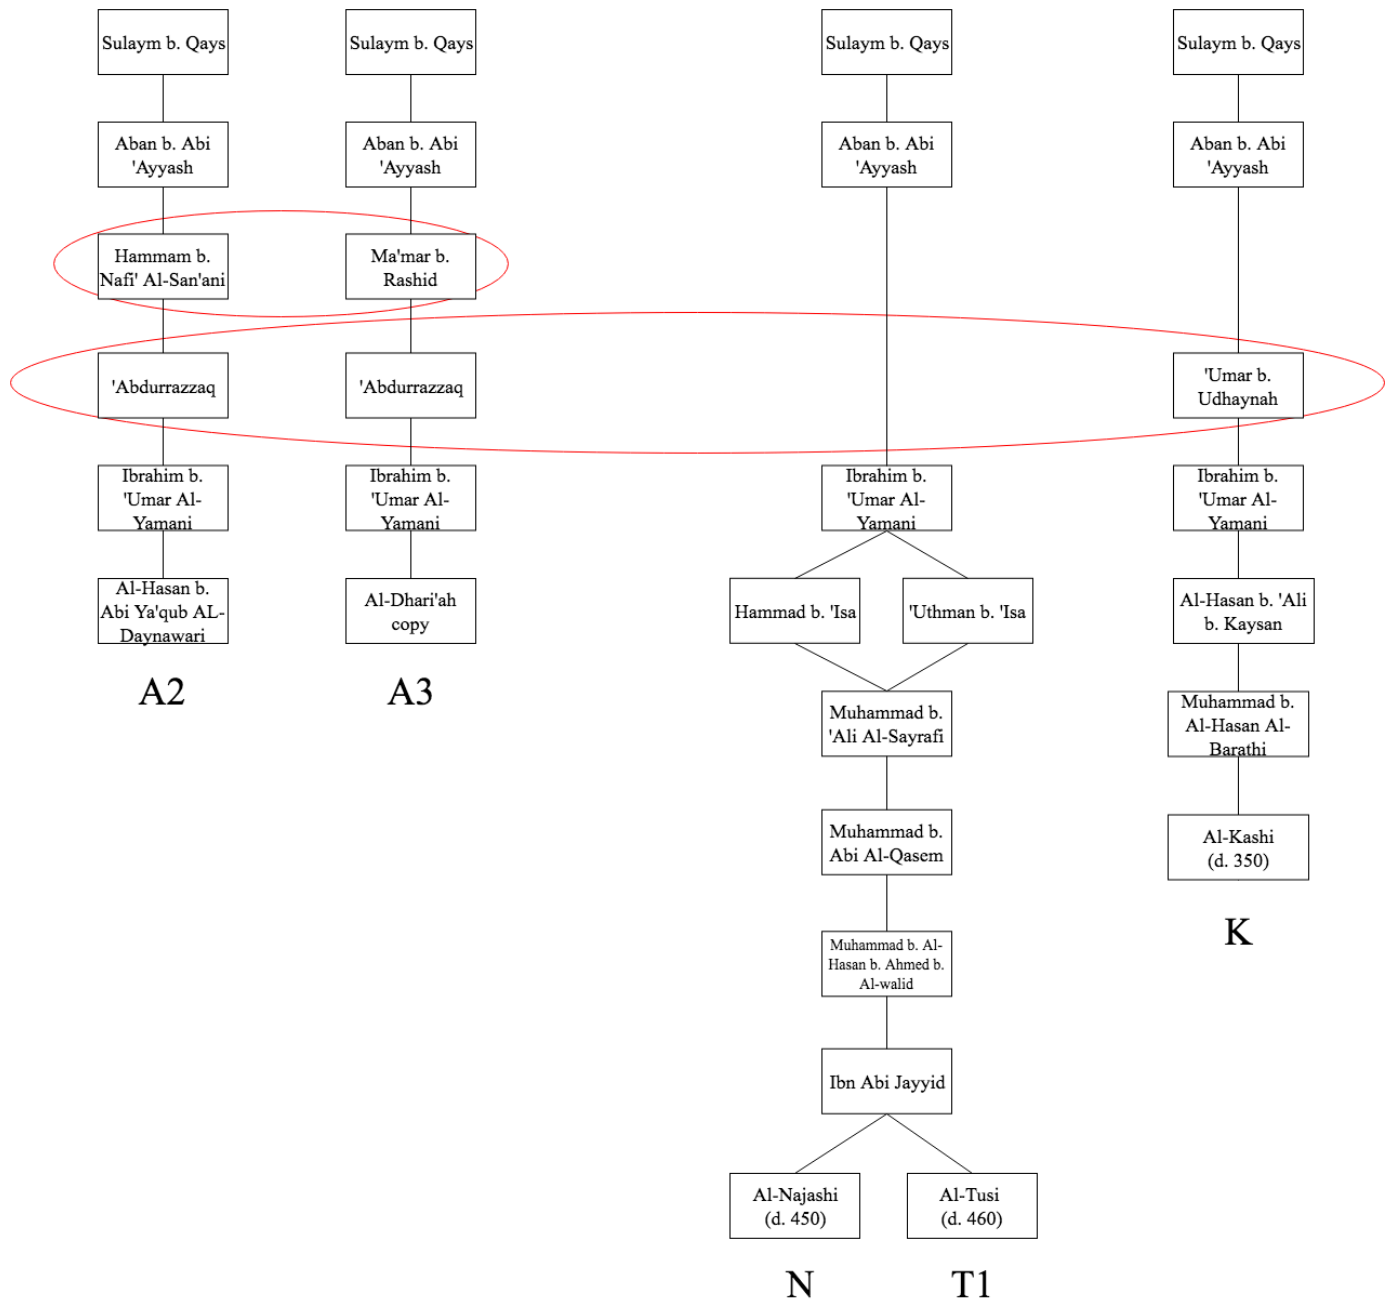 Sulaym b. Qays
Sulaym b. Qays
Sulaym b. Qays
Sulaym b. Qays
Aban b. Abi
'Ayyash
Aban b. Abi
'Ayyash
Aban b. Abi
'Ayyash
Aban b. Abi
'Ayyash
Hammam b.
Nafi' Al-San'ani
Ma'mar b.
Rashid
'Abdurrazzaq
'Abdurrazzaq
'Umar b.
Udhaynah
Ibrahim b.
'Umar Al-
Yamani
Ibrahim b.
'Umar Al-
Yamani
Ibrahim b.
'Umar Al-
Yamani
Ibrahim b.
'Umar Al-
Yamani
Al-Hasan b.
Abi Ya'qub AL-
Daynawari
Al-Dhari'ah
copy
Hammad b. 'Isa
'Uthman b. 'Isa
Al-Hasan b. 'Ali
b. Kaysan
A2
A3
Muhammad b.
'Ali Al-Sayrafi
Muhammad b.
Al-Hasan Al-
Barathi
Muhammad b.
Abi Al-Qasem
Al-Kashi
(d. 350)
K
Muhammad b. Al-
Hasan b. Ahmed b.
Al-walid
Ibn Abi Jayyid
Al-Najashi
(d. 450)
Al-Tusi
(d. 460)
N
T1